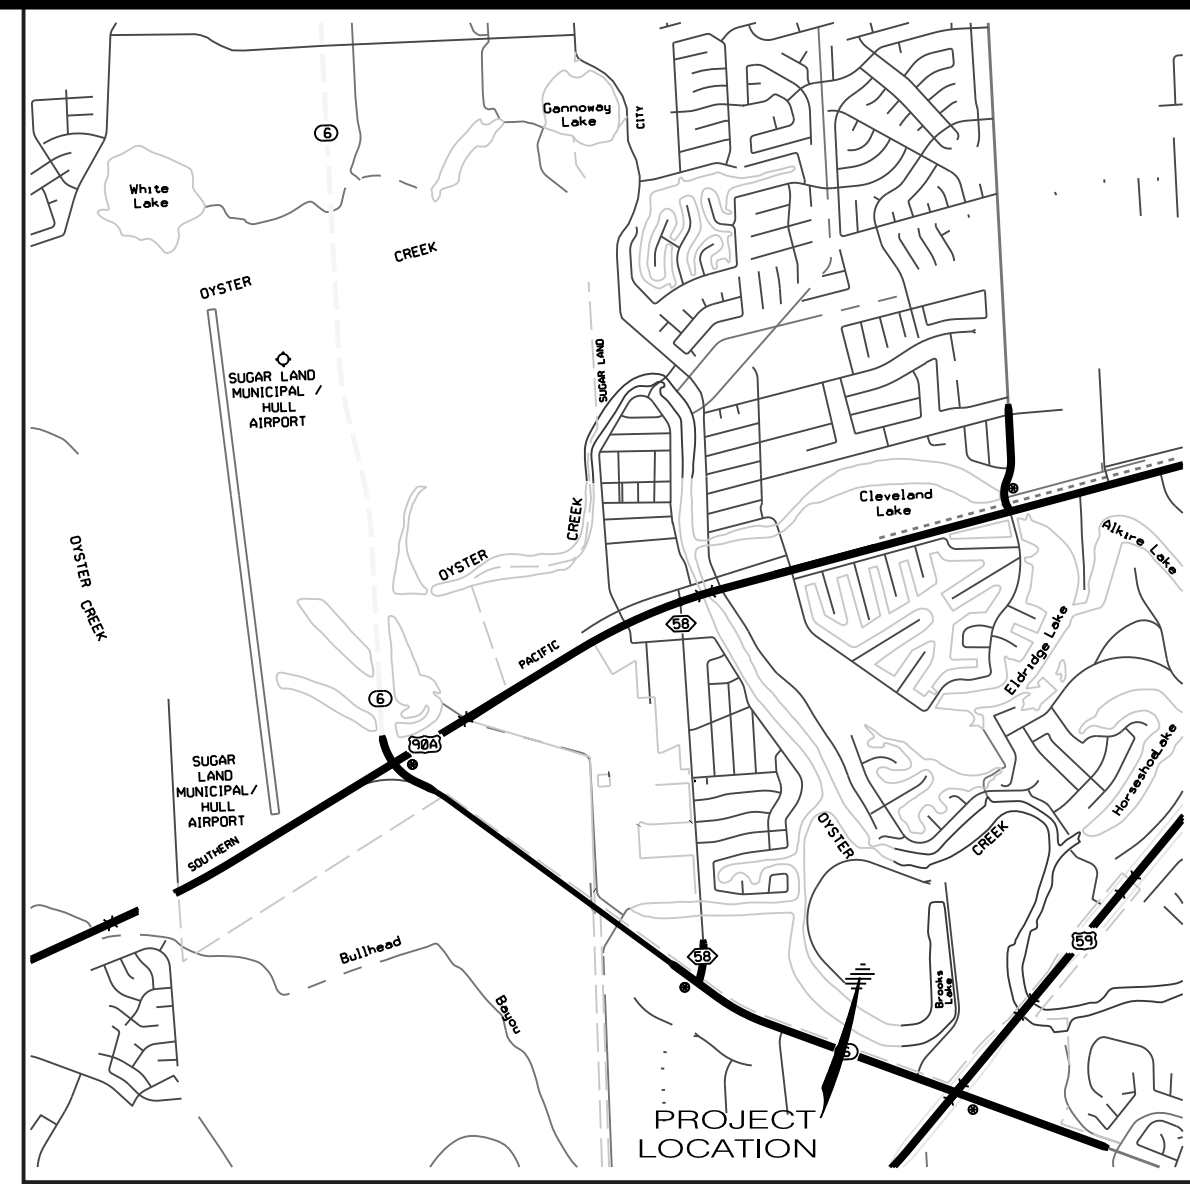 Gannoway
Lake
CITY
6
White
Lake
CREEK
OYSTER
SUGAR LAND
MUNICIPAL /
HULL
AIRPORT
SUGAR LAND
Cleveland
Lake
CREEK
Alkire Lake
OYSTER CREEK
OYSTER
58
Eldridge Lake
PACIFIC
6
90A
Horseshoe Lake
SUGAR
LAND
MUNICIPAL/
HULL
AIRPORT
OYSTER
CREEK
SOUTHERN
59
Bullhead
58
Brooks
Lake
Bayou
6
PROJECT
LOCATION